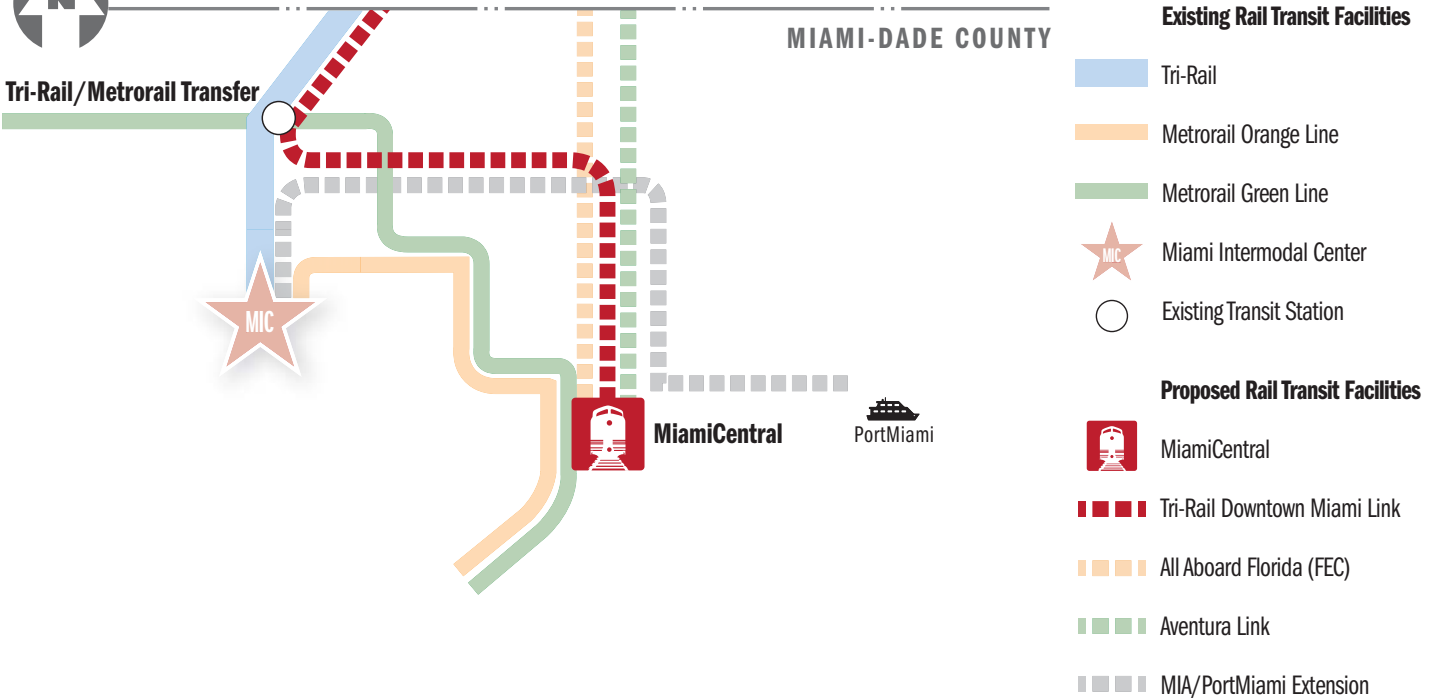 N
MIAMI-DADE COUNTY
Tri-Rail/Metrorail Transfer
MIC
MiamiCentral
PortMiami
Existing Rail Transit Facilities
Tri-Rail
Metrorail Orange Line
Metrorail Green Line
MIC
Miami Intermodal Center
Existing Transit Station
Proposed Rail Transit Facilities
MiamiCentral
Tri-Rail Downtown Miami Link
All Aboard Florida (FEC)
Aventura Link
MIA/PortMiami Extension